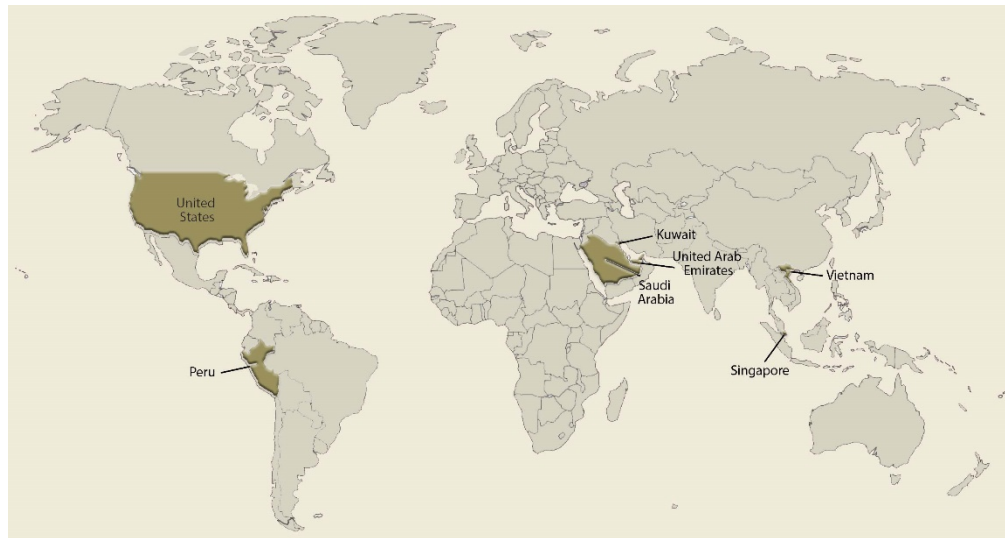 United
States
Kuwait
United Arab
Emirates
Saudi
Arabia
Vietnam
Singapore
Peru